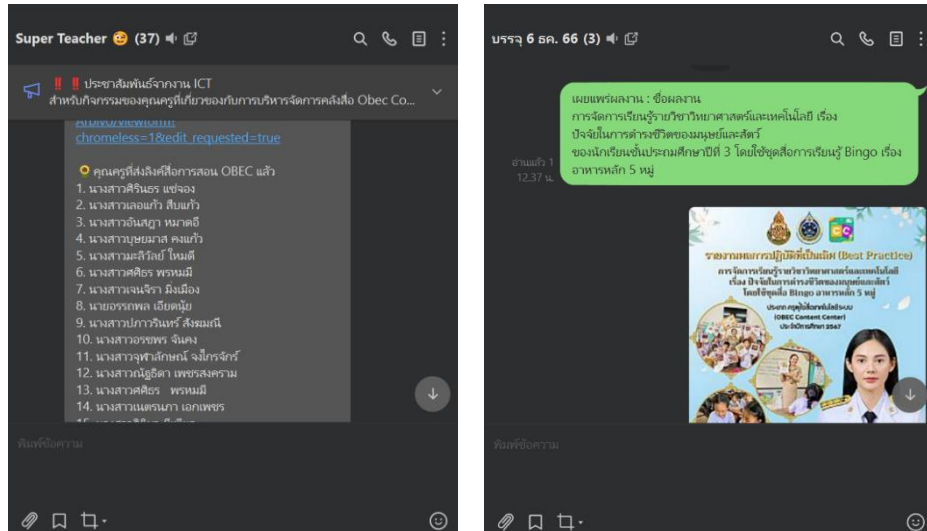 Super Teacher 🤕 (37)
‼️ ‼️ ประชาสัมพันธ์จากงาน ICT
สำหรับกิจกรรมของคุณครูที่เกี่ยวของกับการบริหารจัดการคลังสื่อ Obec Co...
chromeless=1&edit_requested=true
🌻 คุณครูที่ส่งลิงค์สื่อการสอน OBEC แล้ว
1. นางสาวศิรินธร แซ่จอง
2. นางสาวเลอแก้ว สืบแก้ว
3. นางสาวอันสฎา หมาดอี
4. นางสาวบุษยมาส คงแก้ว
5. นางสาวมะลิวัลย์ ใหมดี
6. นางสาวศศิธร พรหมมี
7. นางสาวเจนจิรา มิ่งเมือง
8. นายอรรถพล เอียดนุ้ย
9. นางสาวปภาวรินทร์ สังฆมณี
10. นางสาวอรชพร จันคง
11. นางสาวจุฬาลักษณ์ จงไกรจักร์
12. นางสาวณัฐธิดา เพชรสงคราม
13. นางสาวศศิธร พรหมมี
14. นางสาวเนตรนภา เอกเพชร
พิมพ์ข้อความ
บรรจุ 6 ธค. 66 (3)
เผยแพร่ผลงาน : ชื่อผลงาน
การจัดการเรียนรู้รายวิชาวิทยาศาสตร์และเทคโนโลยี เรื่อง
ปัจจัยในการดำรงชีวิตของมนุษย์และสัตว์
ของนักเรียนชั้นประถมศึกษาปีที่ 3 โดยใช้ชุดสื่อการเรียนรู้ Bingo เรื่อง
อาหารหลัก 5 หมู่
อ่านแล้ว 1
12.37 น.
รายงานผลการปฏิบัติที่เป็นเลิศ (Best Practice)
การจัดการเรียนรู้รายวิชาวิทยาศาสตร์และเทคโนโลยี
เรื่อง ปัจจัยในการดำรงชีวิตของมนุษย์และสัตว์
โดยใช้ชุดสื่อ Bingo อาหารหลัก 5 หมู่
ประเภท ครูผู้ใช้สื่อเทคโนโลยีระบบ
(OBEC Content Center)
ประจำปีการศึกษา 2567
พิมพ์ข้อความ